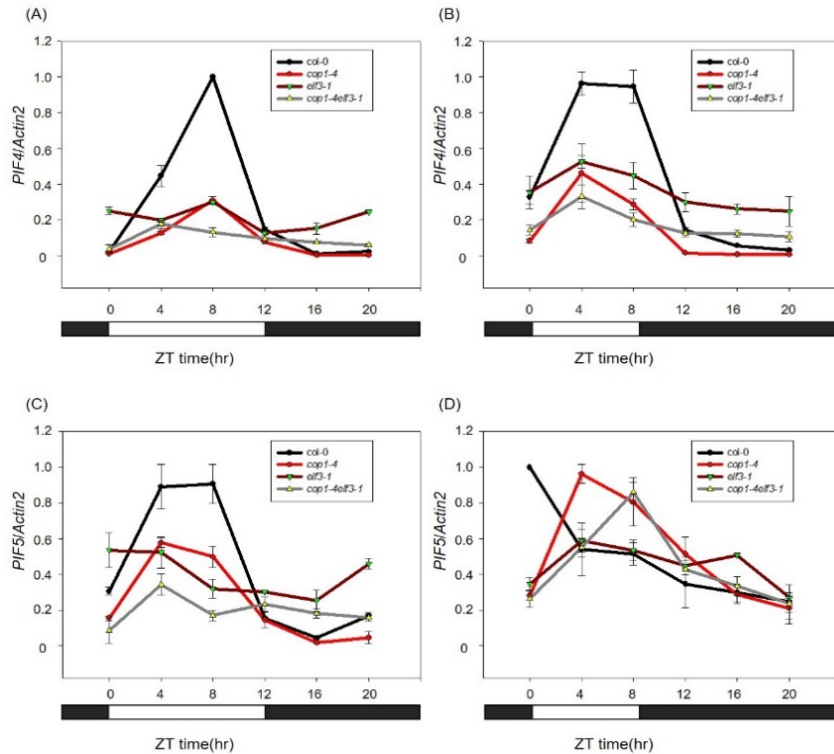 (A)
1.2
1.0
0.8
0.6
0.4
0.2
0
PIF4/Actin2
col-0
cop1-4
elf3-1
cop1-4elf3-1
0 4 8 12 16 20
ZT time(hr)
(B)
1.2
1.0
0.8
0.6
0.4
0.2
0
PIF4/Actin2
col-0
cop1-4
elf3-1
cop1-4elf3-1
0 4 8 12 16 20
ZT time(hr)
(C)
1.2
1.0
0.8
0.6
0.4
0.2
0
PIF5/Actin2
col-0
cop1-4
elf3-1
cop1-4elf3-1
0 4 8 12 16 20
ZT time(hr)
(D)
1.2
1.0
0.8
0.6
0.4
0.2
0
PIF5/Actin2
col-0
cop1-4
elf3-1
cop1-4elf3-1
0 4 8 12 16 20
ZT time(hr)